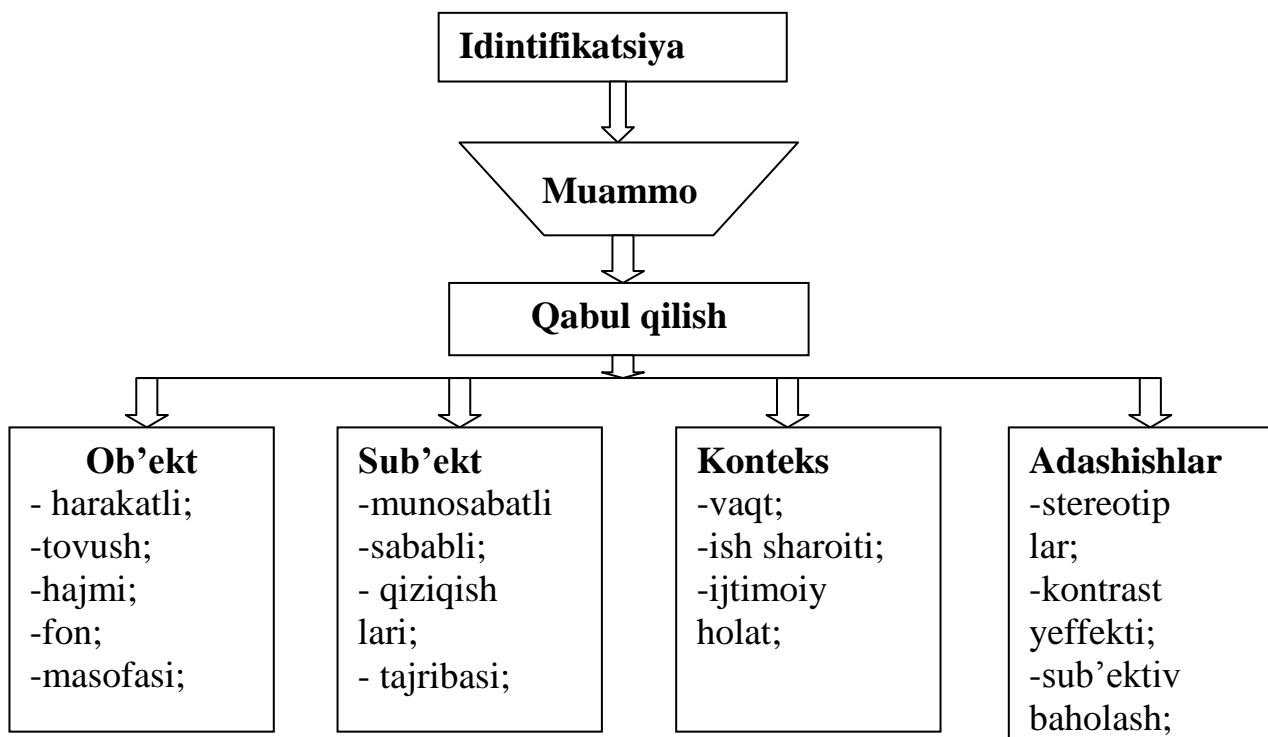 Idintifikatsiya
Muammo
Qabul qilish
Ob’ekt
- harakatli;
-tovush;
-hajmi;
-fon;
-masofasi;
Sub’ekt
-munosabatli
-sababli;
- qiziqish
lari;
- tajribasi;
Konteks
-vaqt;
-ish sharoiti;
-ijtimoiy
holat;
Adashishlar
-stereotip
lar;
-kontrast
yeffekti;
-sub’ektiv
baholash;